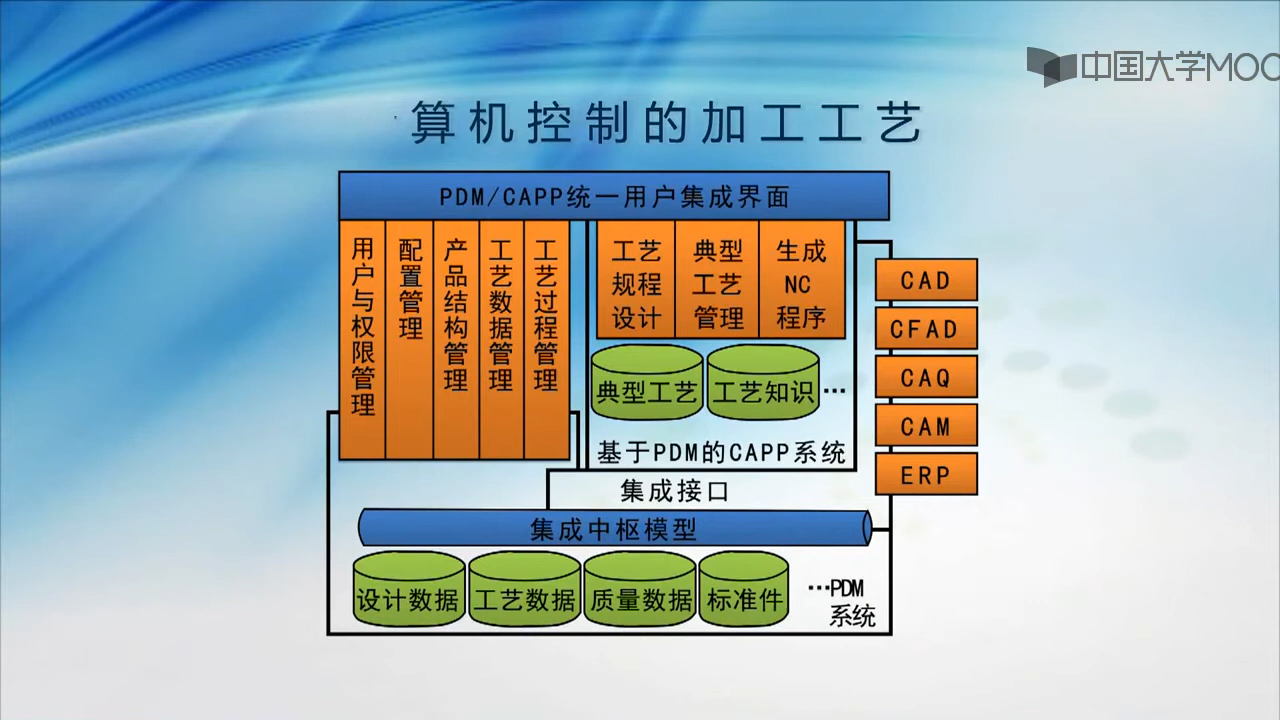 中国大学MOC
算机控制的加工工艺
PDM/CAPP统一用户集成界面
用户与权限管理
配置管理
产品结构管理
工艺数据管理
工艺过程管理
工艺
规程
设计
典型
工艺
管理
生成
NC
程序
典型工艺
工艺知识
…
基于PDM的CAPP系统
CAD
CFAD
CAQ
CAM
ERP
集成接口
集成中枢模型
设计数据
工艺数据
质量数据
标准件
…PDM
系统